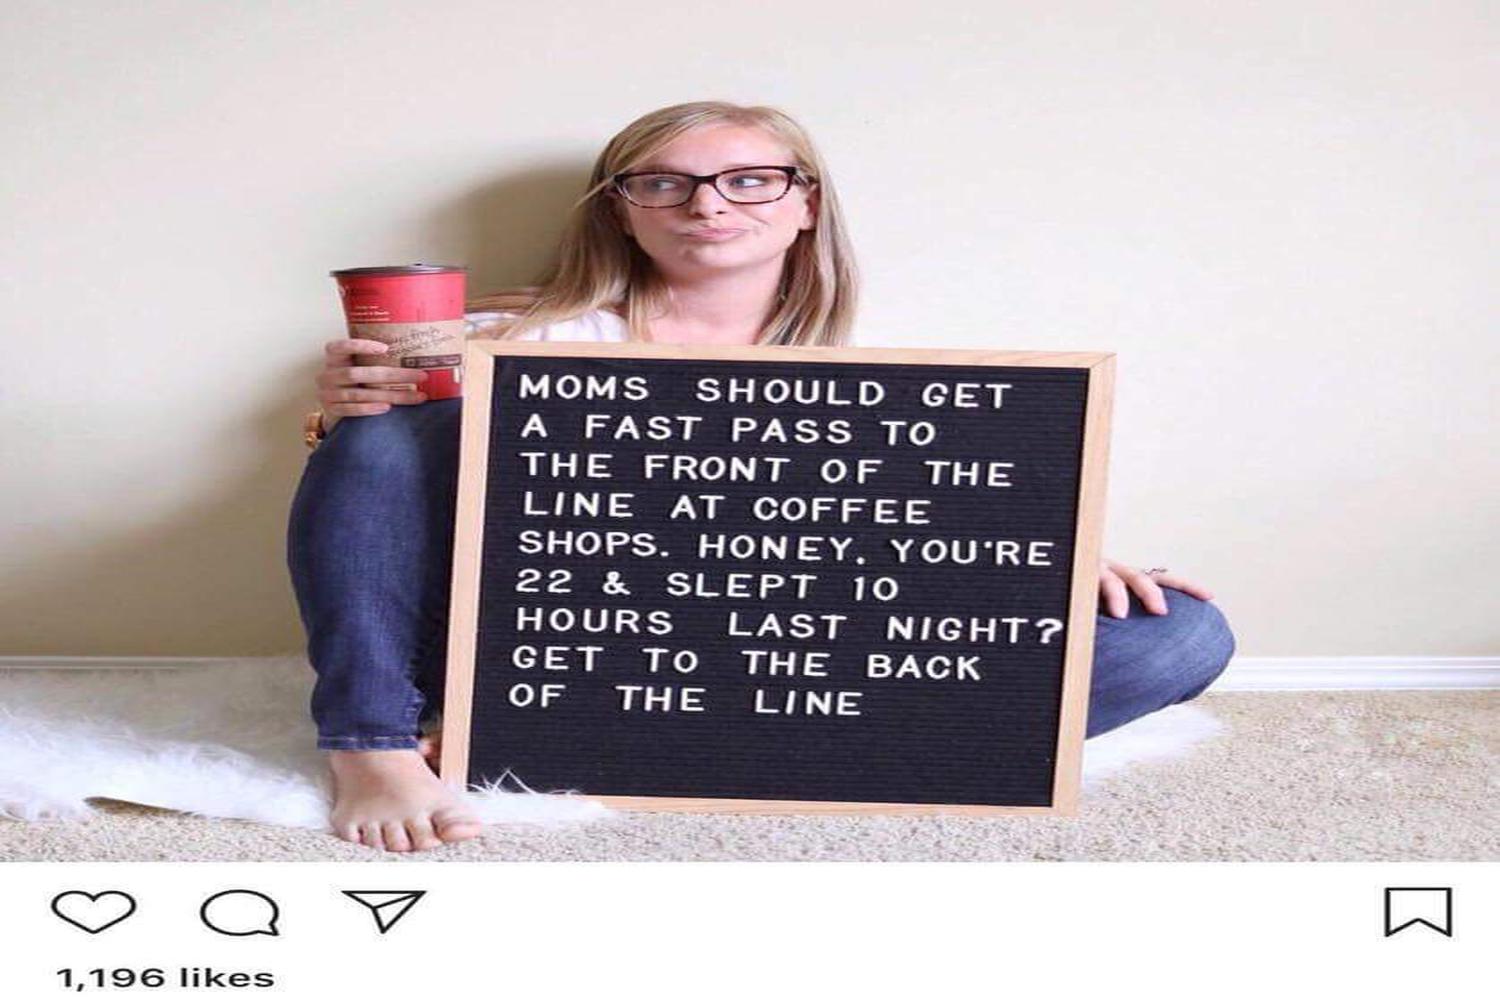 MOMS SHOULD GET
A FAST PASS TO
THE FRONT OF THE
LINE AT COFFEE
SHOPS. HONEY, YOU'RE
22 & SLEPT 10
HOURS LAST NIGHT?
GET TO THE BACK
OF THE LINE
1,196 likes